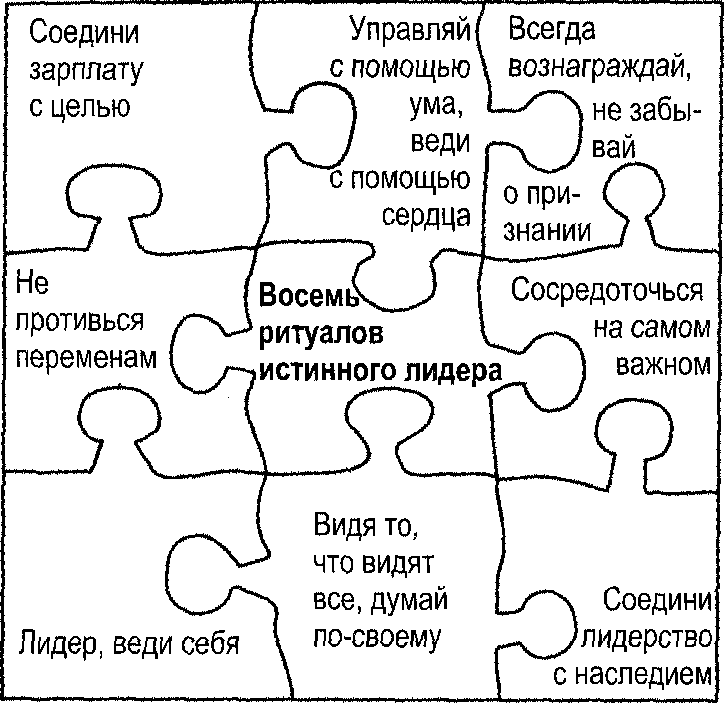 Соедини
зарплату
с целью
Управляй
с помощью
ума,
веди
с помощью
сердца
Всегда
вознаграждай,
не забы-
вай
о при-
знании
Не
противься
переменам
Восемь
ритуалов
истинного лидера
Сосредоточься
на самом
важном
Лидер, веди себя
Видя то,
что видят
все, думай
по-своему
Соедини
лидерство
с наследием